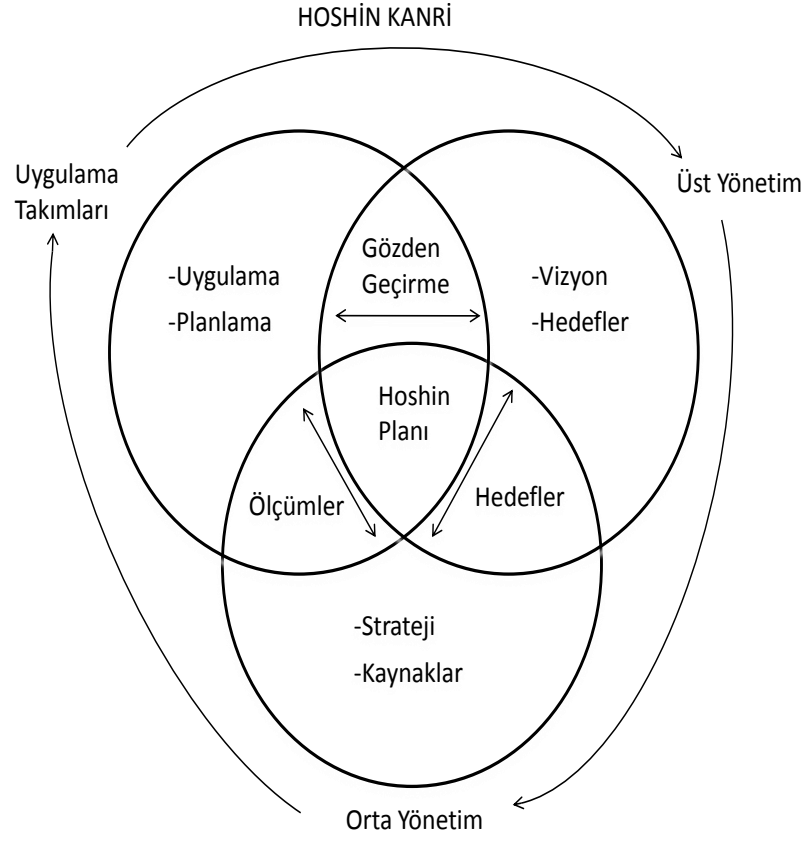 HOSHİN KANRİ
Uygulama
Takımları
Üst Yönetim
Gözden
Geçirme
-Uygulama
-Planlama
-Vizyon
-Hedefler
Hoshin
Planı
Ölçümler
Hedefler
-Strateji
-Kaynaklar
Orta Yönetim